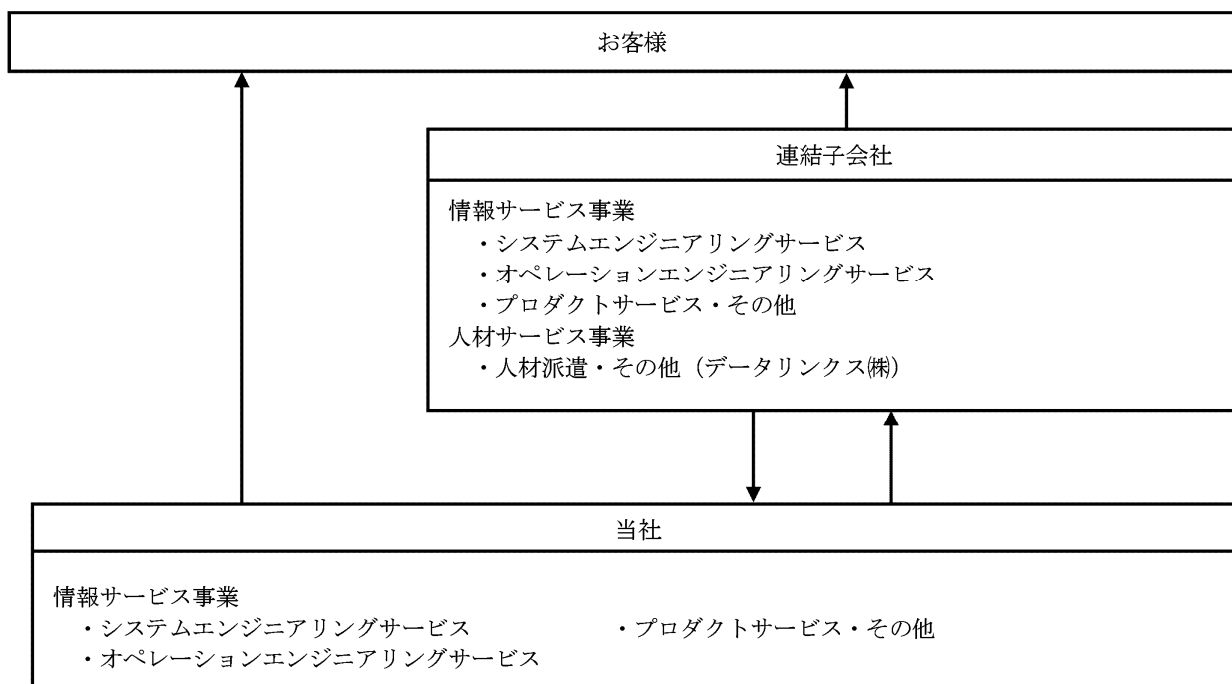 お客様
連結子会社
情報サービス事業
・システムエンジニアリングサービス
・オペレーションエンジニアリングサービス
・プロダクトサービス・その他
人材サービス事業
・人材派遣・その他(データリンクス㈱)
当社
情報サービス事業
・システムエンジニアリングサービス ・プロダクトサービス・その他
・オペレーションエンジニアリングサービス